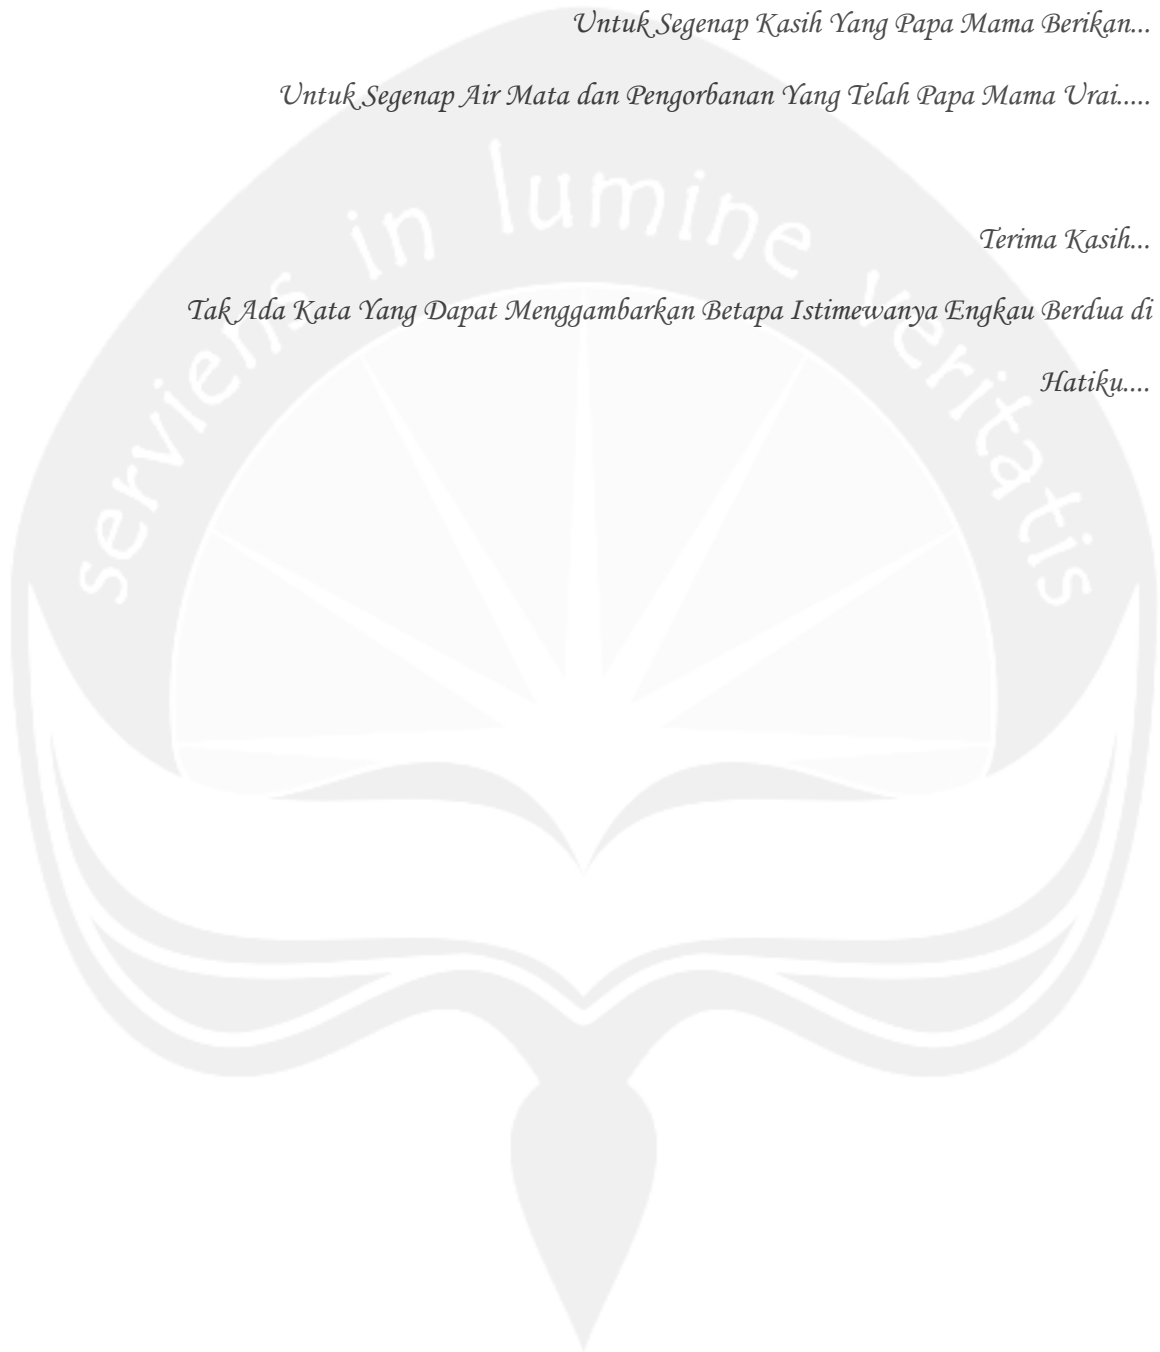 Untuk Segenap Kasih Yang Papa Mama Berikan...
Untuk Segenap Air Mata dan Pengorbanan Yang Telah Papa Mama Urai.....
Terima Kasih...
Tak Ada Kata Yang Dapat Menggambarkan Betapa Istimewanya Engkau Berdua di
Hatiku....
serviens in lumine veritatis